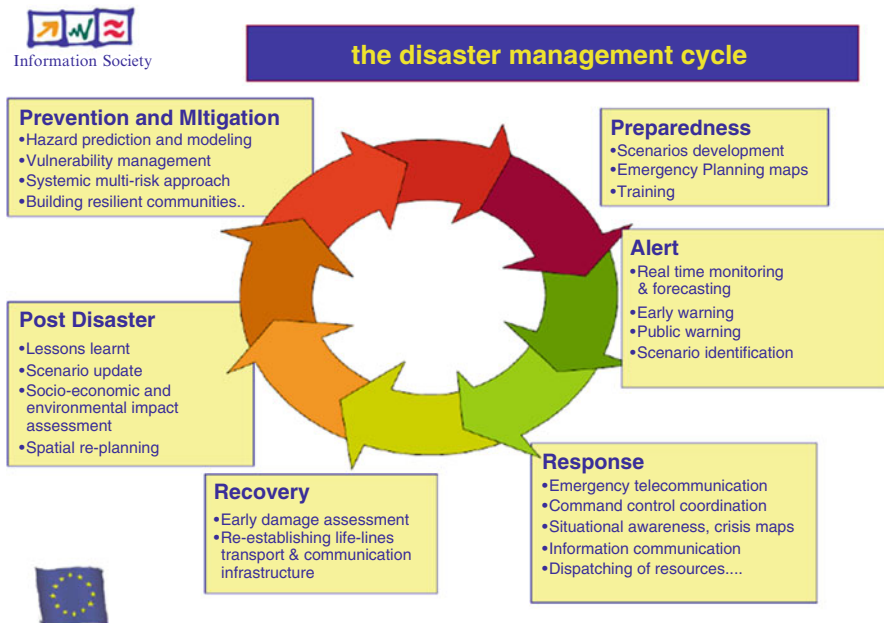 Information Society
the disaster management cycle
Prevention and MItigation
•Hazard prediction and modeling
•Vulnerability management
•Systemic multi-risk approach
•Building resilient communities..
Preparedness
•Scenarios development
•Emergency Planning maps
•Training
Alert
•Real time monitoring
& forecasting
•Early warning
•Public warning
•Scenario identification
Response
•Emergency telecommunication
•Command control coordination
•Situational awareness, crisis maps
•Information communication
•Dispatching of resources....
Recovery
•Early damage assessment
•Re-establishing life-lines
transport & communication
infrastructure
Post Disaster
•Lessons learnt
•Scenario update
•Socio-economic and
environmental impact
assessment
•Spatial re-planning